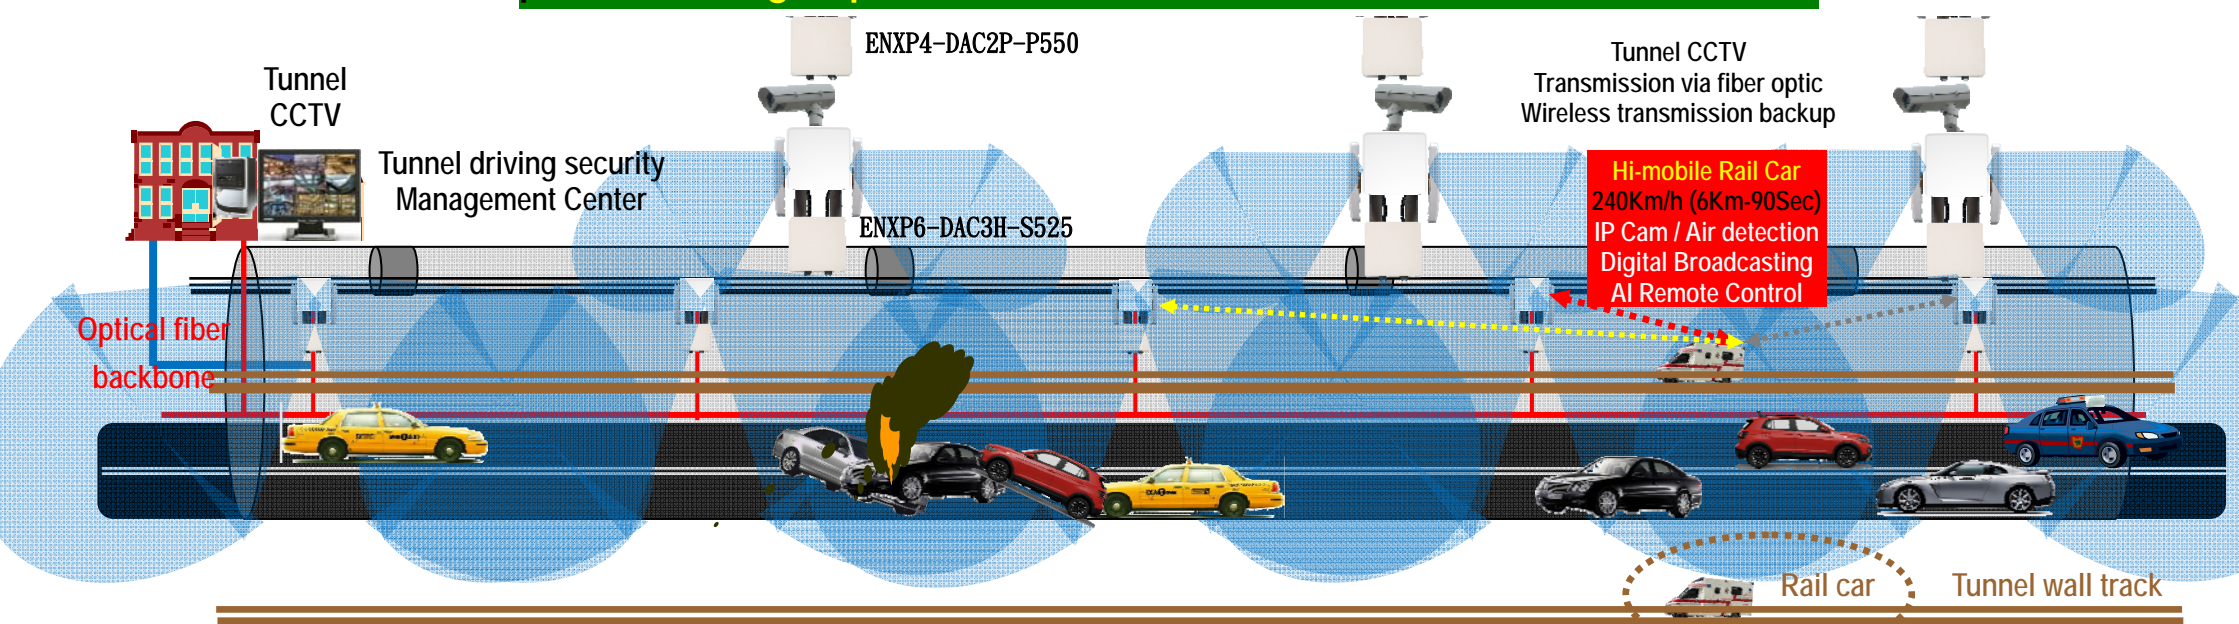 ENXP4-DAC2P-P550
Tunnel
CCTV
Tunnel CCTV
Transmission via fiber optic
Wireless transmission backup
Tunnel driving security
Management Center
Hi-mobile Rail Car
240Km/h (6Km-90Sec)
IP Cam / Air detection
Digital Broadcasting
AI Remote Control
ENXP6-DAC3H-S525
Optical fiber
backbone
Rail car
Tunnel wall track